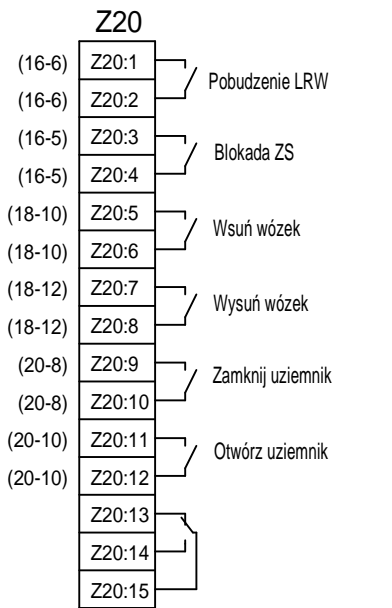 Z20
(16-6) Z20:1
Pobudzenie LRW
(16-6) Z20:2
(16-5) Z20:3
Blokada ZS
(16-5) Z20:4
(18-10) Z20:5
Wsuń wózek
(18-10) Z20:6
(18-12) Z20:7
Wysuń wózek
(18-12) Z20:8
(20-8) Z20:9
Zamknij uziemnik
(20-8) Z20:10
(20-10) Z20:11
Otwórz uziemnik
(20-10) Z20:12
Z20:13
Z20:14
Z20:15